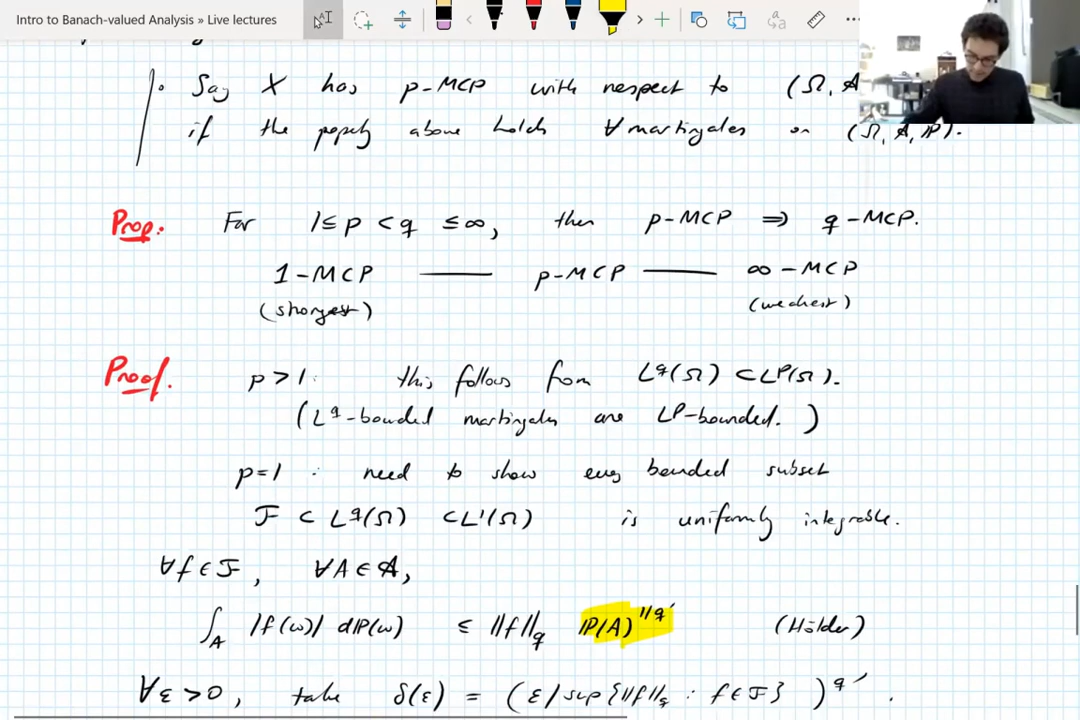 Intro to Banach-valued Analysis » Live lectures
• Say X has p-MCP with respect to (Ω, A
if the property above holds ∀ martingales on (Ω, A, ℙ).
Prop: For 1 ≤ p < q ≤ ∞, then p-MCP ⇒ q-MCP.
1-MCP —— p-MCP —— ∞-MCP
(strongest) (weakest)
Proof. p > 1: this follows from L^q(Ω) ⊂ L^p(Ω).
(L^q-bounded martingales are L^p-bounded.)
p=1 : need to show every bounded subset
F ⊂ L^q(Ω) ⊂ L^1(Ω) is uniformly integrable.
∀f ∈ F, ∀A ∈ A,
∫_A |f(ω)| dℙ(ω) ≤ ||f||_q ℙ(A)^{1/q'} (Hölder)
∀ε > 0, take δ(ε) = (ε/sup{||f||_q : f ∈ F})^{q'}.